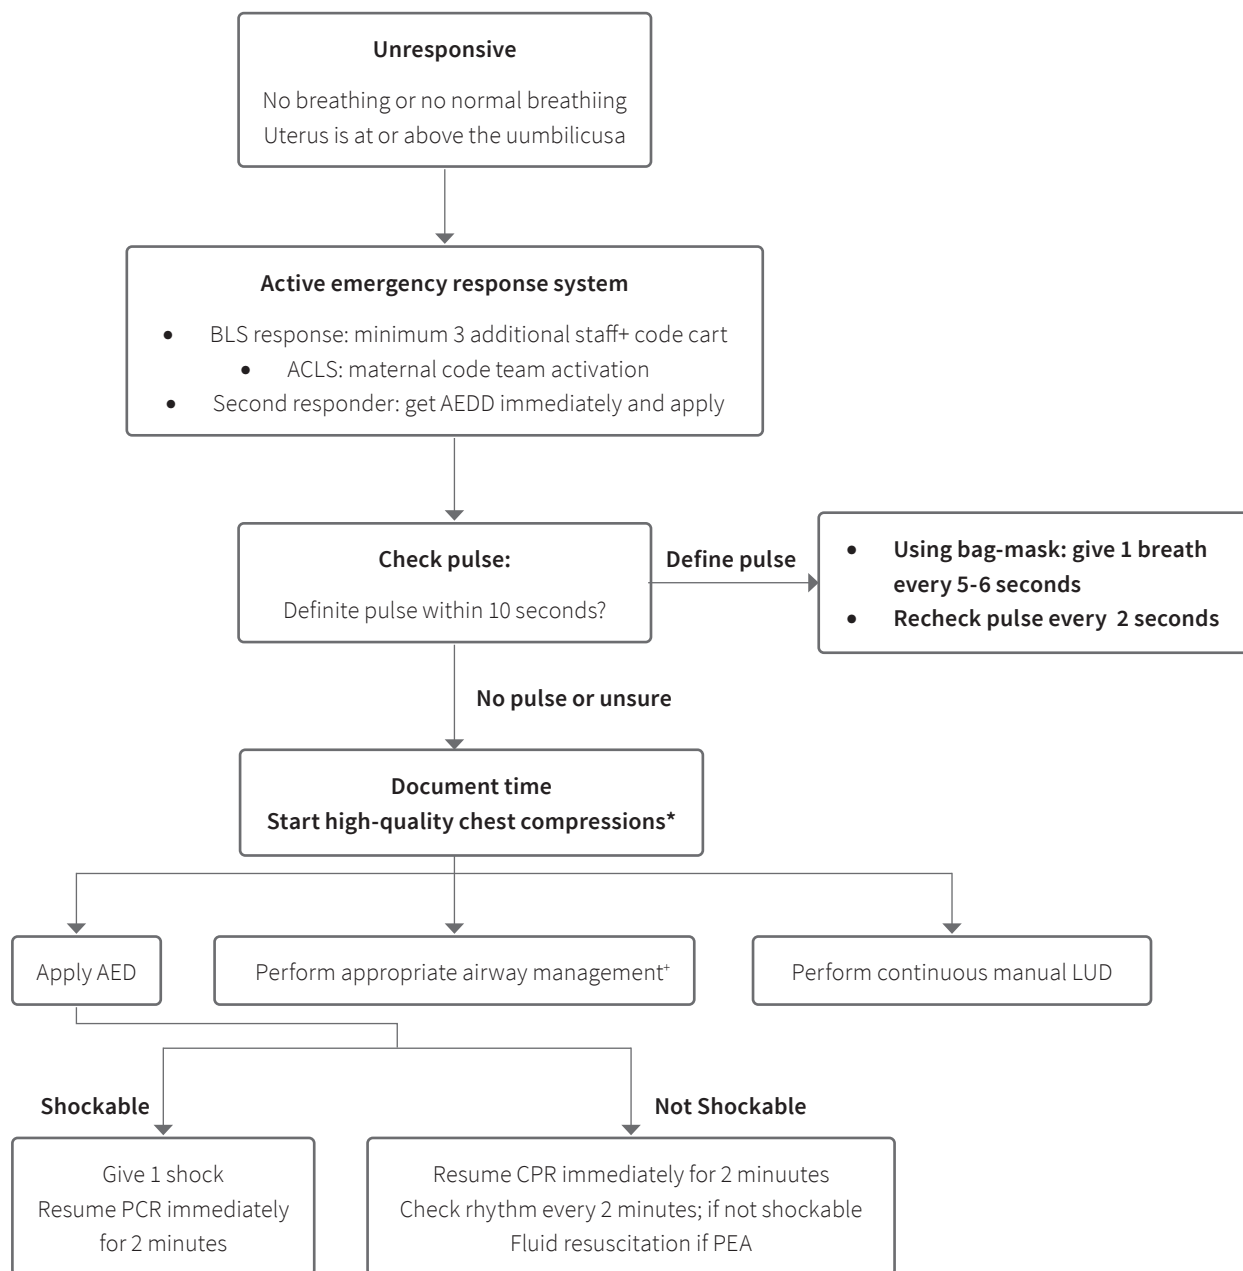 Unresponsive
No breathing or no normal breathiing
Uterus is at or above the uumbilicusa
Active emergency response system
• BLS response: minimum 3 additional staff+ code cart
• ACLS: maternal code team activation
• Second responder: get AEDD immediately and apply
Check pulse:
Definite pulse within 10 seconds?
Define pulse
• Using bag-mask: give 1 breath
every 5-6 seconds
• Recheck pulse every 2 seconds
No pulse or unsure
Document time
Start high-quality chest compressions*
Apply AED
Perform appropriate airway management⁺
Perform continuous manual LUD
Shockable
Not Shockable
Give 1 shock
Resume PCR immediately
for 2 minutes
Resume CPR immediately for 2 minuutes
Check rhythm every 2 minutes; if not shockable
Fluid resuscitation if PEA